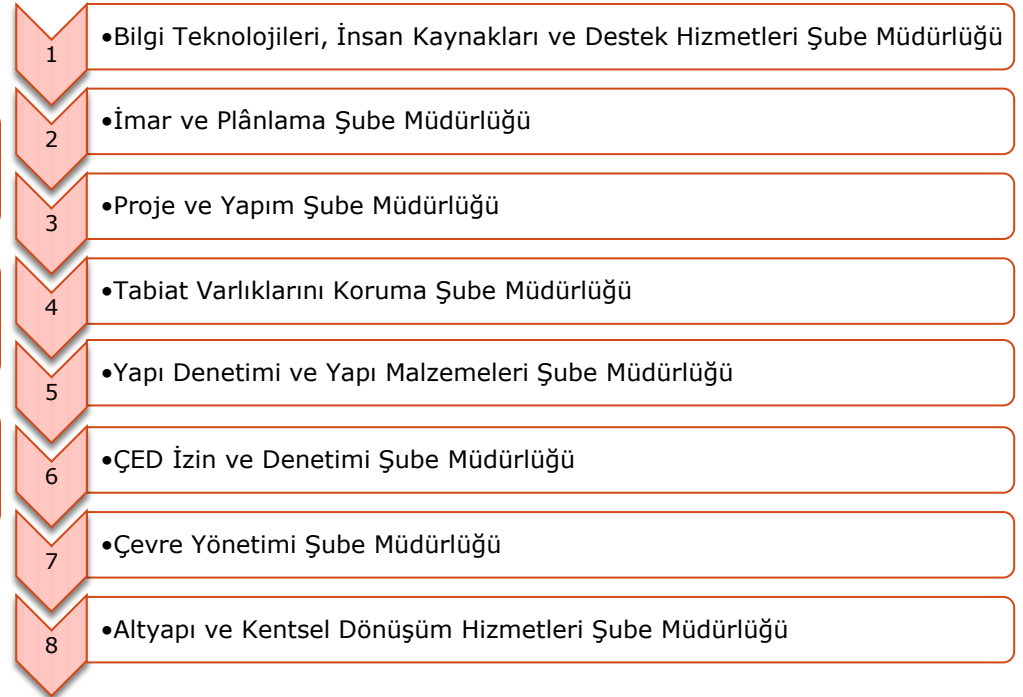 1
•Bilgi Teknolojileri, İnsan Kaynakları ve Destek Hizmetleri Şube Müdürlüğü
2
•İmar ve Plânlama Şube Müdürlüğü
3
•Proje ve Yapım Şube Müdürlüğü
4
•Tabiat Varlıklarını Koruma Şube Müdürlüğü
5
•Yapı Denetimi ve Yapı Malzemeleri Şube Müdürlüğü
6
•ÇED İzin ve Denetimi Şube Müdürlüğü
7
•Çevre Yönetimi Şube Müdürlüğü
8
•Altyapı ve Kentsel Dönüşüm Hizmetleri Şube Müdürlüğü